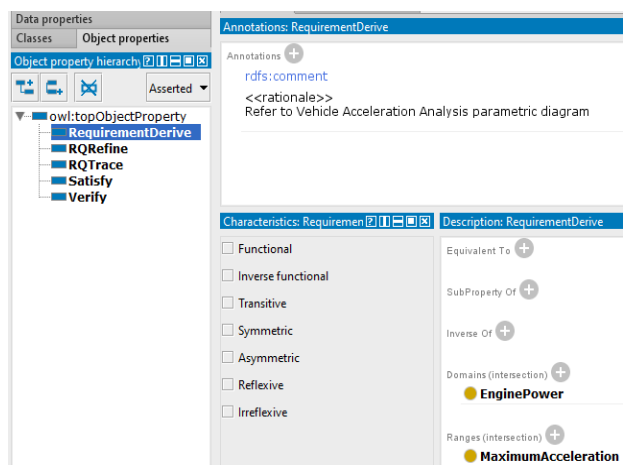 Data properties
Classes
Object properties
Object property hierarchy
Asserted
owl:topObjectProperty
RequirementDerive
RQRefine
RQTrace
Satisfy
Verify
Annotations: RequirementDerive
Annotations
rdfs:comment
<<rationale>>
Refer to Vehicle Acceleration Analysis parametric diagram
Characteristics: Requiremen
Functional
Inverse functional
Transitive
Symmetric
Asymmetric
Reflexive
Irreflexive
Description: RequirementDerive
Equivalent To
SubProperty Of
Inverse Of
Domains (intersection)
EnginePower
Ranges (intersection)
MaximumAcceleration